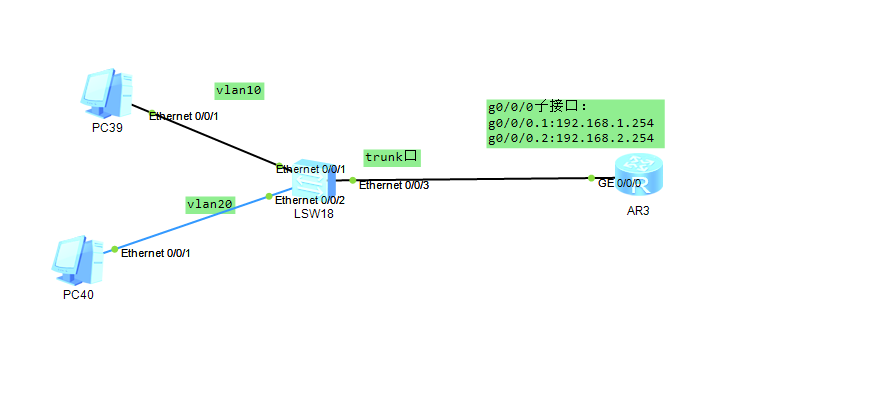 vlan10
Ethernet 0/0/1
PC39
g0/0/0子接口：
g0/0/0.1:192.168.1.254
g0/0/0.2:192.168.2.254
trunk口
Ethernet 0/0/1
Ethernet 0/0/3
GE 0/0/0
Ethernet 0/0/2
vlan20
LSW18
AR3
Ethernet 0/0/1
PC40